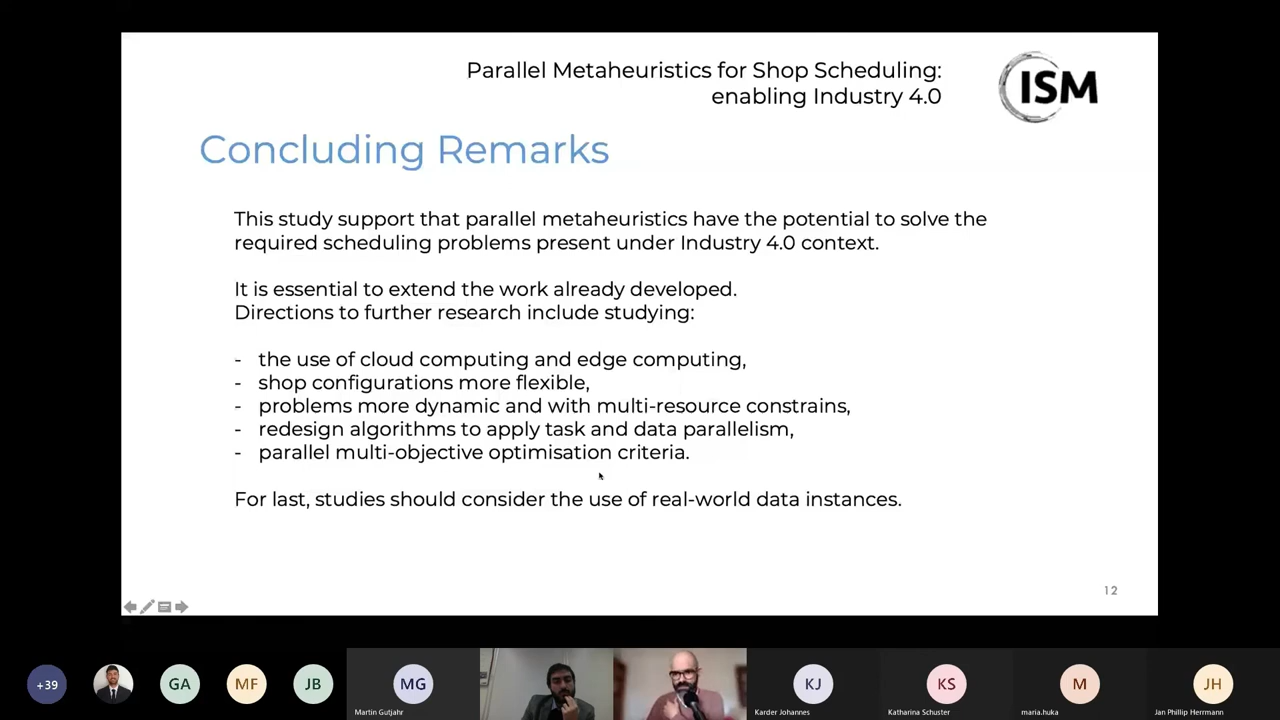 Parallel Metaheuristics for Shop Scheduling:
enabling Industry 4.0
ISM
Concluding Remarks
This study support that parallel metaheuristics have the potential to solve the
required scheduling problems present under Industry 4.0 context.
It is essential to extend the work already developed.
Directions to further research include studying:
- the use of cloud computing and edge computing,
- shop configurations more flexible,
- problems more dynamic and with multi-resource constrains,
- redesign algorithms to apply task and data parallelism,
- parallel multi-objective optimisation criteria.
For last, studies should consider the use of real-world data instances.
12
+39
GA
MF
JB
MG
Martin Gutjahr
KJ
Karder Johannes
KS
Katharina Schuster
M
maria.huka
JH
Jan Phillip Herrmann